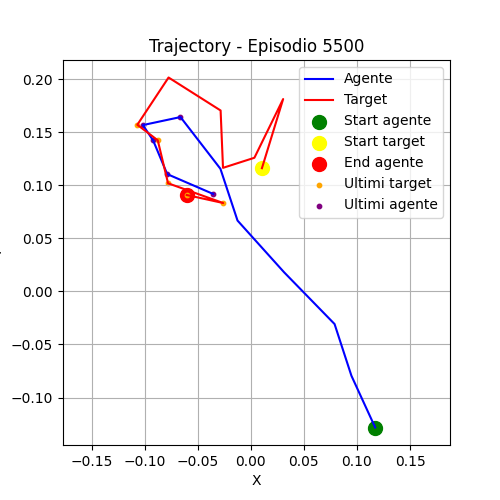 Trajectory - Episodio 5500
Agente
Target
Start agente
Start target
End agente
Ultimi target
Ultimi agente
0.20
0.15
0.10
0.05
0.00
−0.05
−0.10
−0.15
−0.10
−0.05
0.00
0.05
0.10
0.15
X